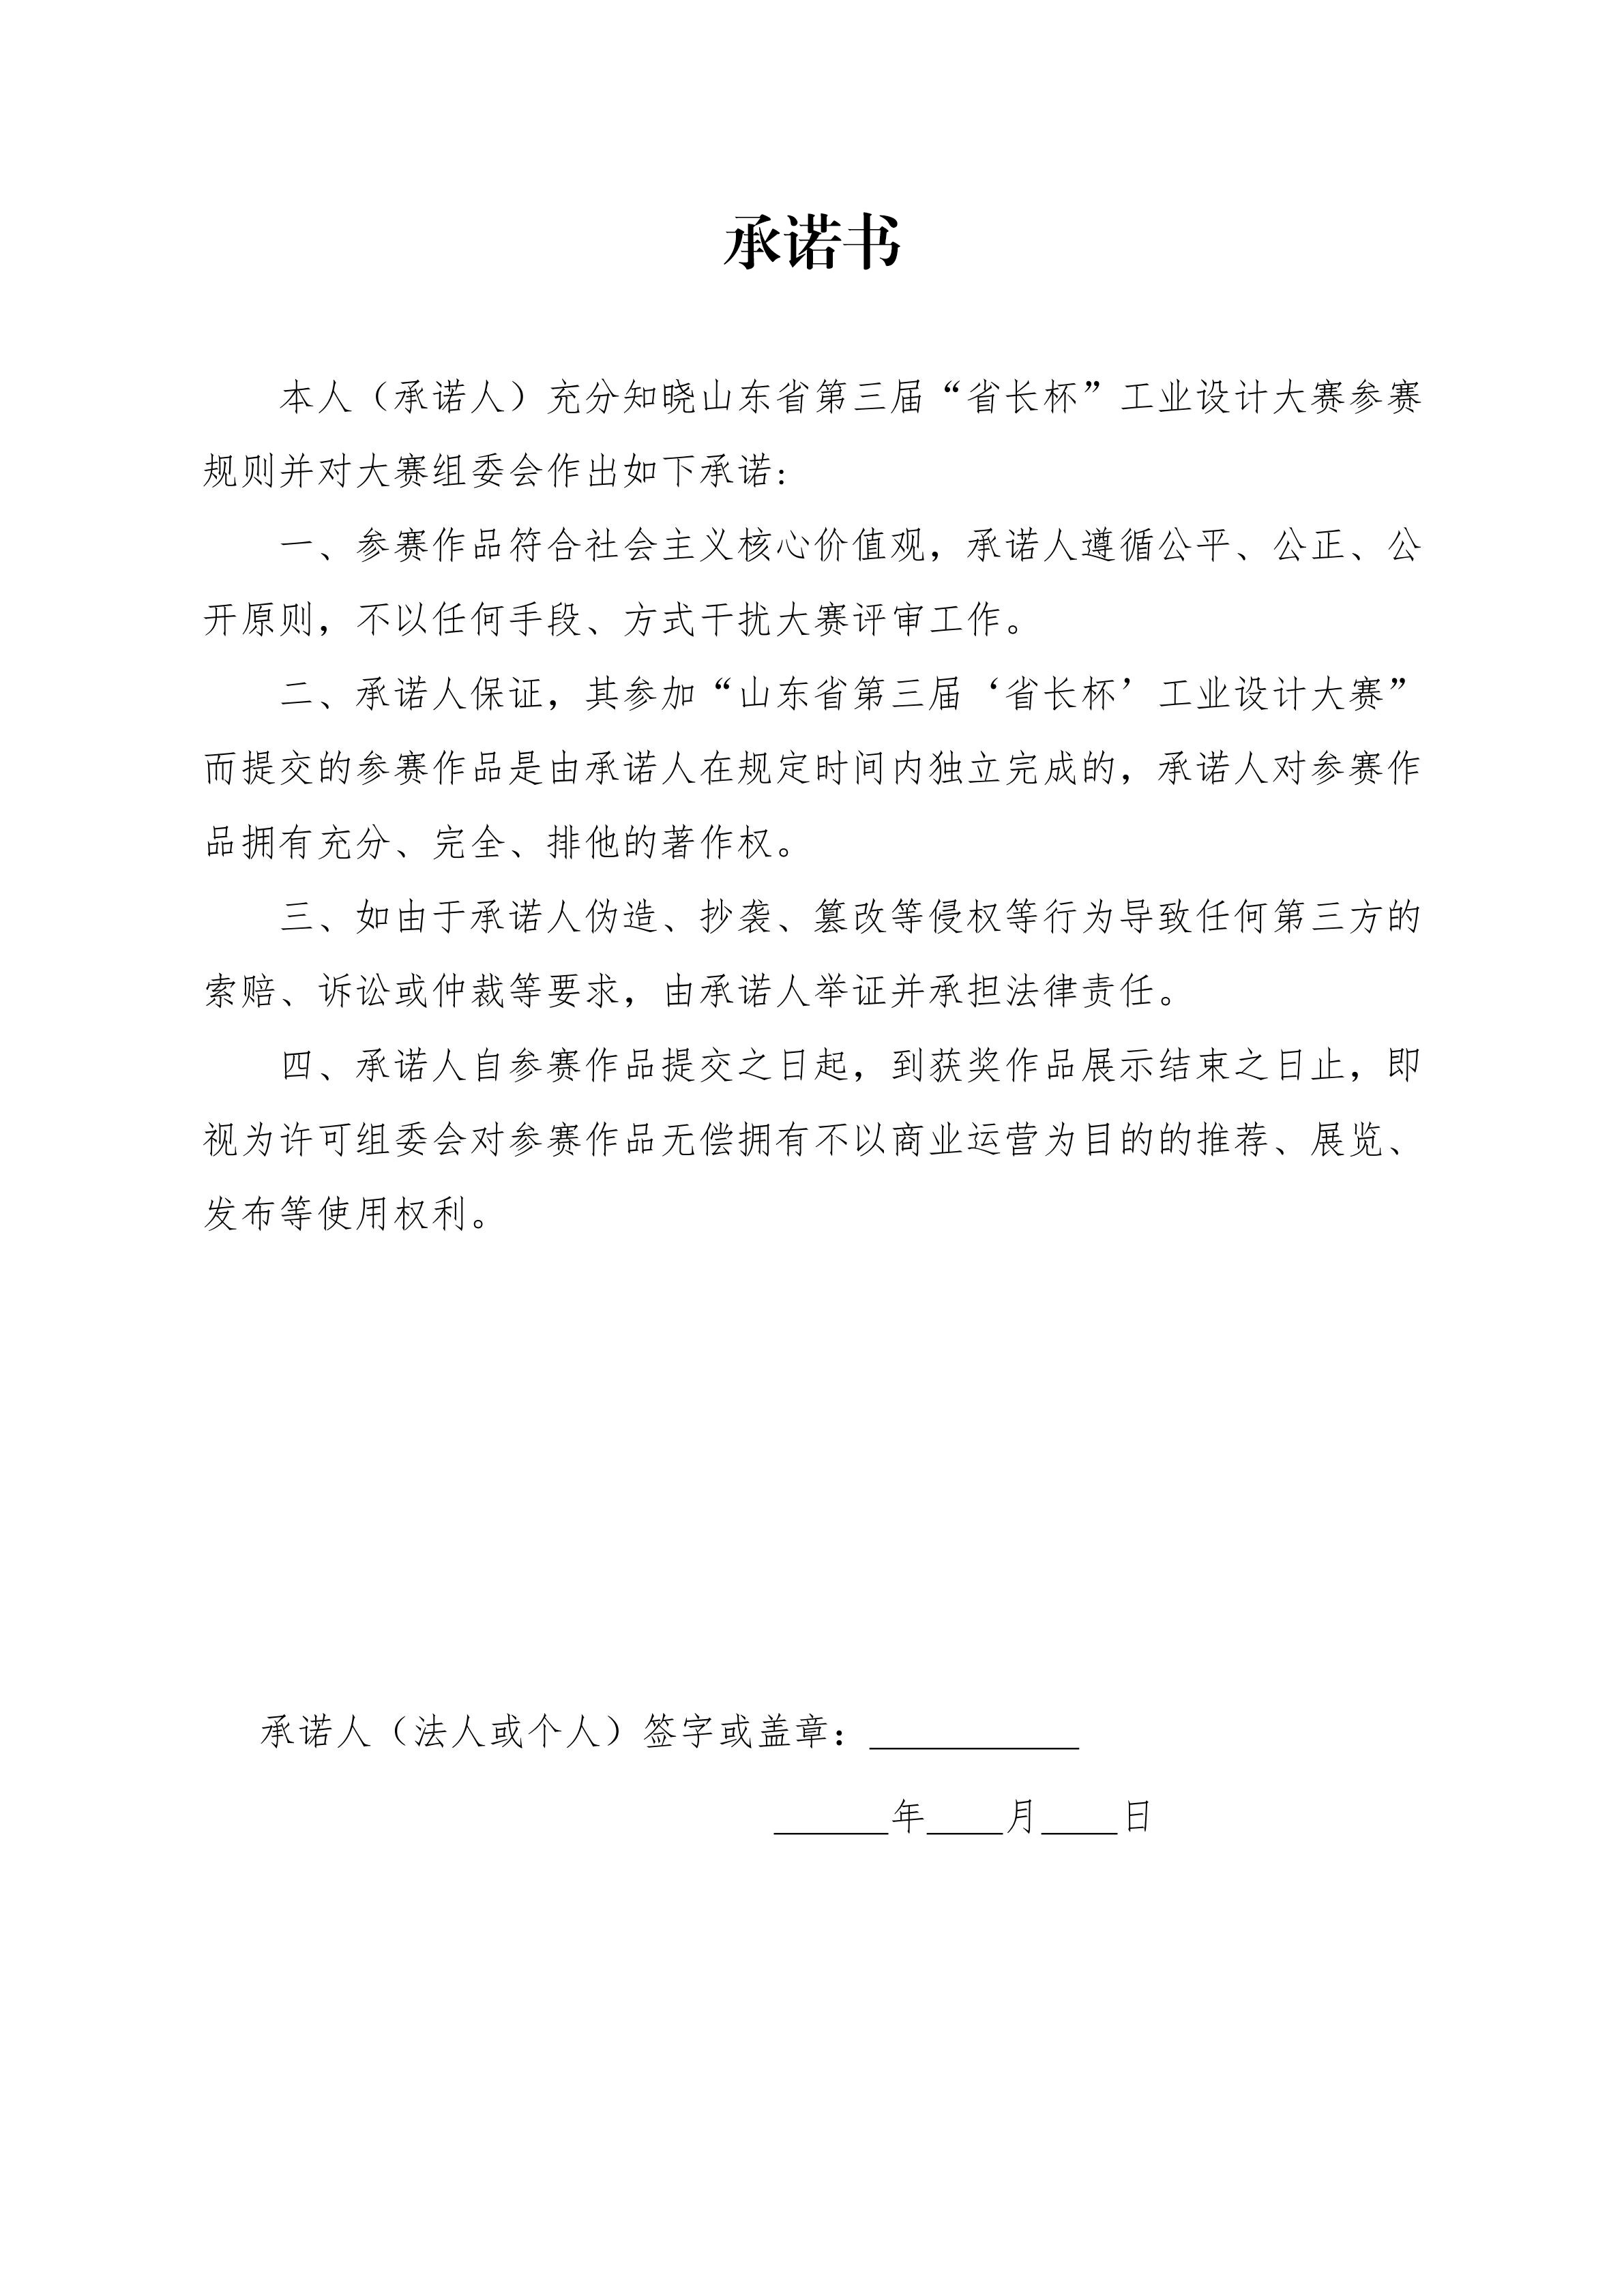 承诺书
本人（承诺人）充分知晓山东省第三届“省长杯”工业设计大赛参赛
规则并对大赛组委会作出如下承诺：
一、参赛作品符合社会主义核心价值观，承诺人遵循公平、公正、公
开原则，不以任何手段、方式干扰大赛评审工作。
二、承诺人保证，其参加“山东省第三届‘省长杯’工业设计大赛”
而提交的参赛作品是由承诺人在规定时间内独立完成的，承诺人对参赛作
品拥有充分、完全、排他的著作权。
三、如由于承诺人伪造、抄袭、篡改等侵权等行为导致任何第三方的
索赔、诉讼或仲裁等要求，由承诺人举证并承担法律责任。
四、承诺人自参赛作品提交之日起，到获奖作品展示结束之日止，即
视为许可组委会对参赛作品无偿拥有不以商业运营为目的的推荐、展览、
发布等使用权利。
承诺人（法人或个人）签字或盖章：___________
______年____月____日